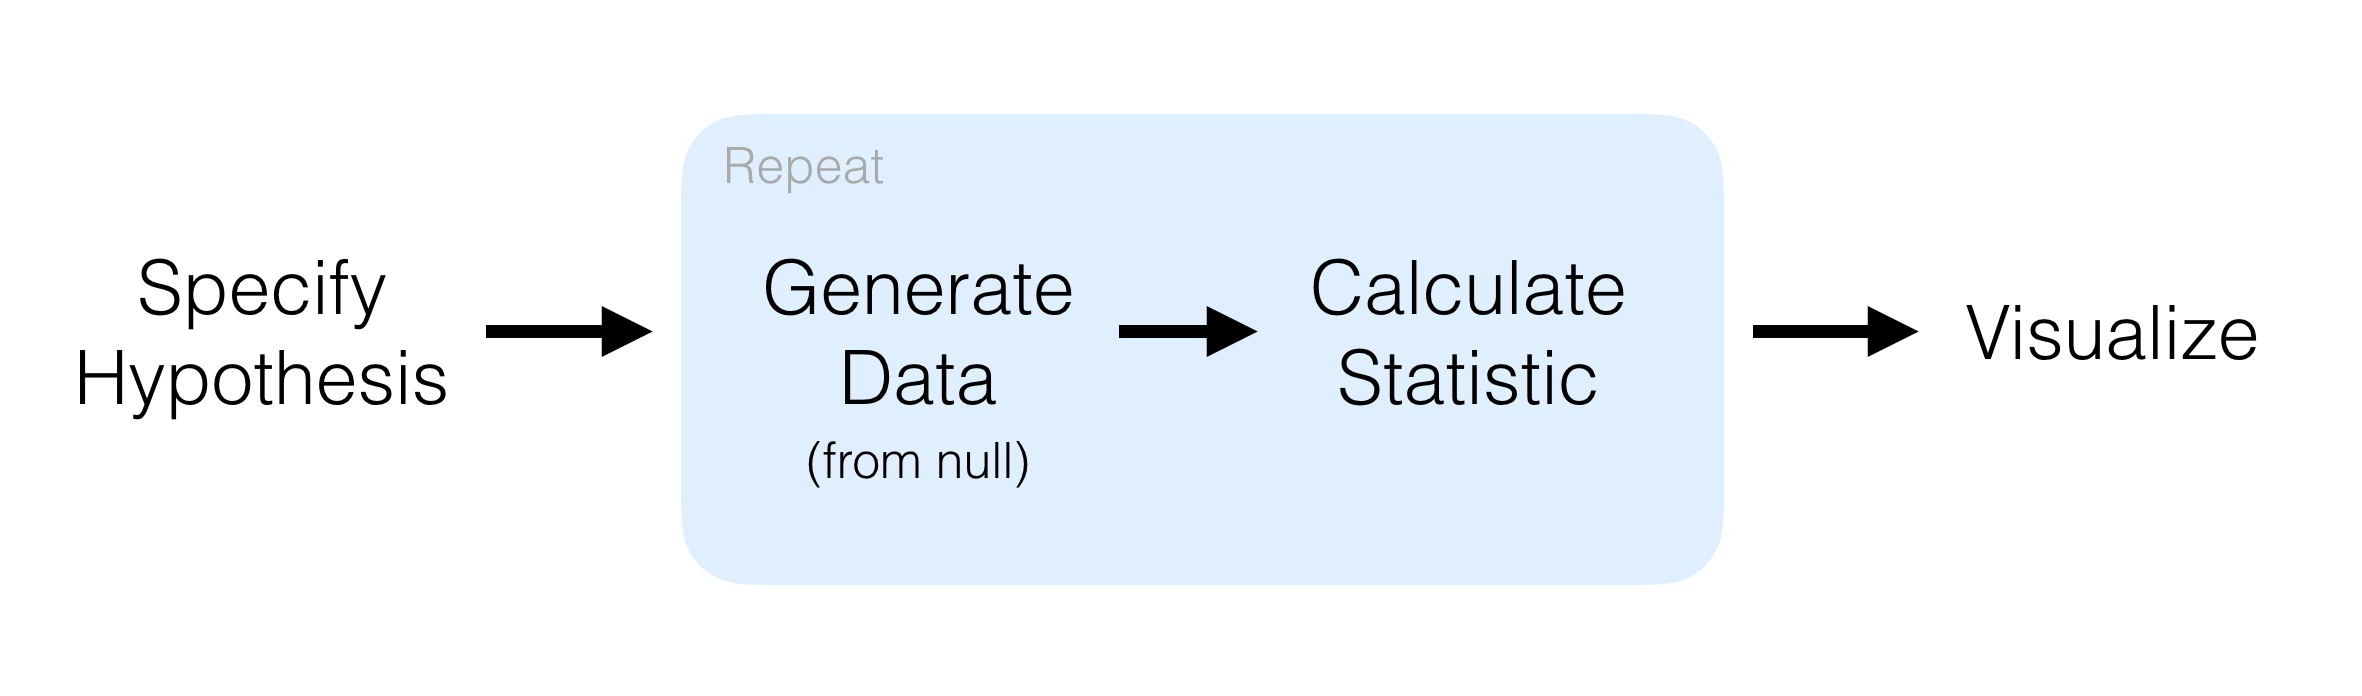 Specify
Hypothesis
Repeat
Generate
Data
(from null)
Calculate
Statistic
Visualize